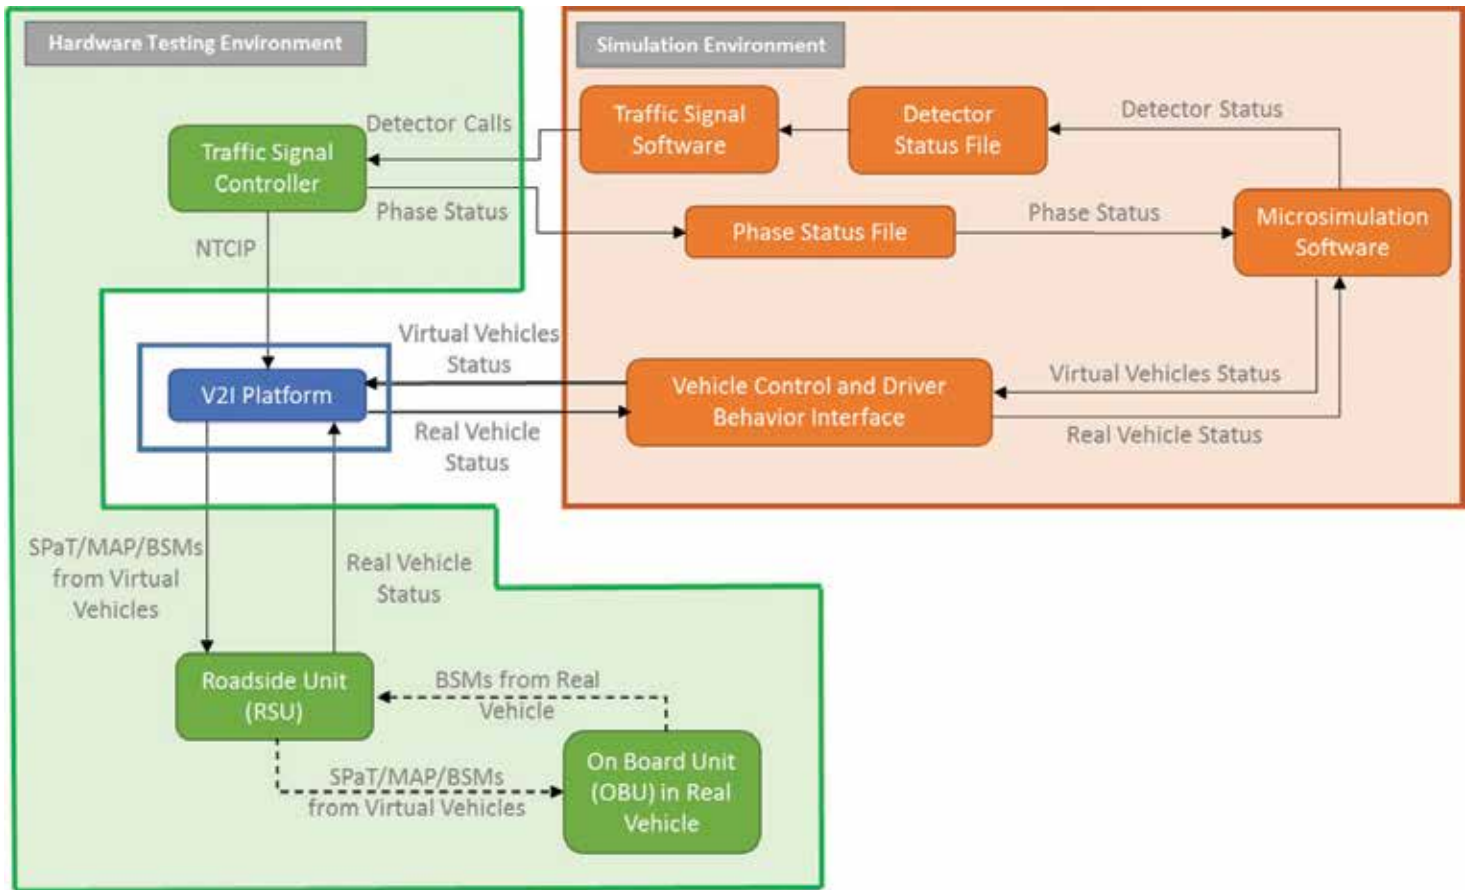 Hardware Testing Environment
Simulation Environment
Detector Calls
Traffic Signal
Controller
Phase Status
NTCIP
Traffic Signal
Software
Detector
Status File
Detector Status
Phase Status File
Phase Status
Microsimulation
Software
Virtual Vehicles
Status
V2I Platform
Real Vehicle
Status
Vehicle Control and Driver
Behavior Interface
Virtual Vehicles Status
Real Vehicle Status
SPaT/MAP/BSMs
from Virtual
Vehicles
Real Vehicle
Status
Roadside Unit
(RSU)
BSMs from Real
Vehicle
SPaT/MAP/BSMs
from Virtual Vehicles
On Board Unit
(OBU) in Real
Vehicle